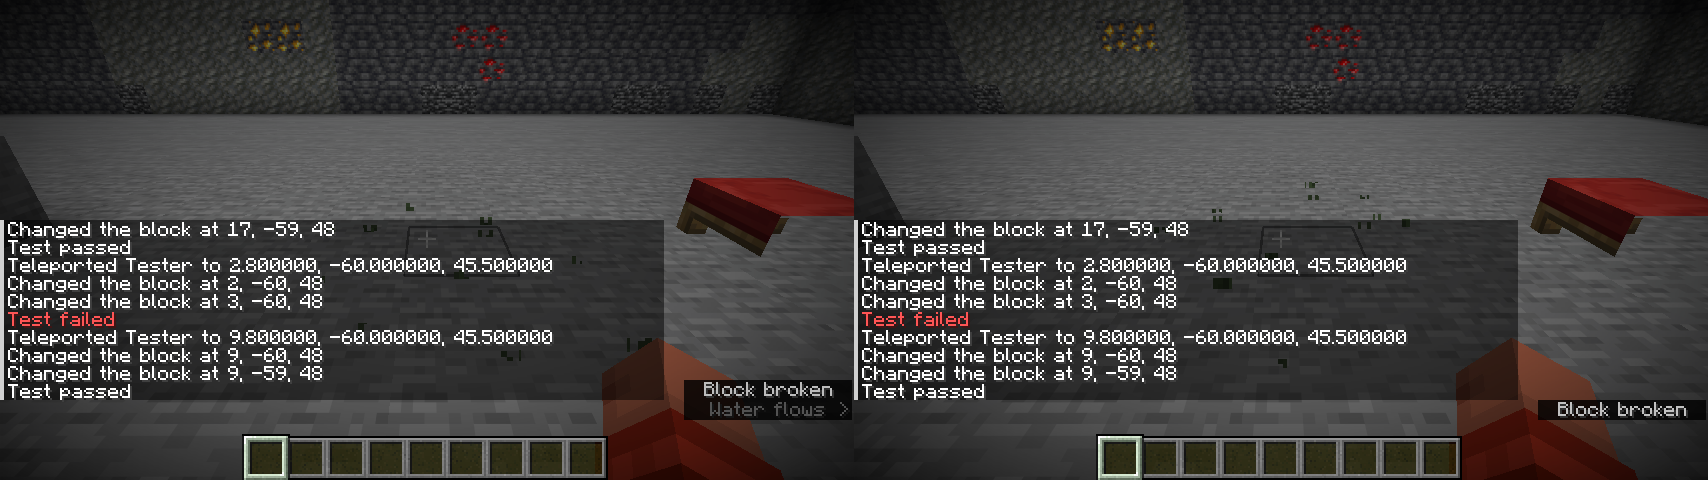 Changed the block at 17, -59, 48
Test passed
Teleported Tester to 2.800000, -60.000000, 45.500000
Changed the block at 2, -60, 48
Changed the block at 3, -60, 48
Test failed
Teleported Tester to 9.800000, -60.000000, 45.500000
Changed the block at 9, -60, 48
Changed the block at 9, -59, 48
Test passed
Block broken
Water flows >
Changed the block at 17, -59, 48
Test passed
Teleported Tester to 2.800000, -60.000000, 45.500000
Changed the block at 2, -60, 48
Changed the block at 3, -60, 48
Test failed
Teleported Tester to 9.800000, -60.000000, 45.500000
Changed the block at 9, -60, 48
Changed the block at 9, -59, 48
Test passed
Block broken